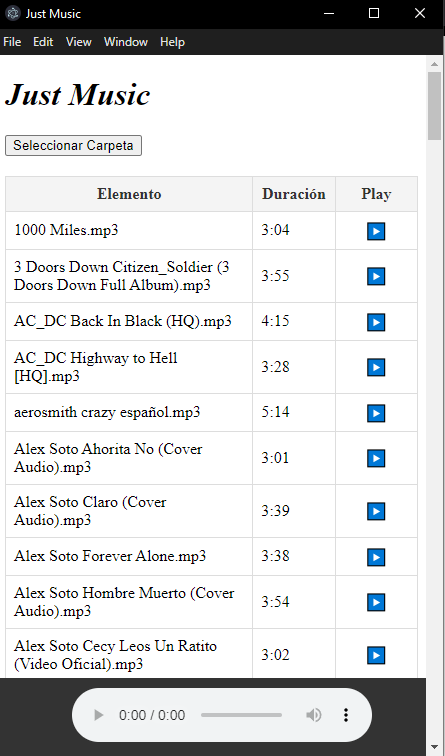 Just Music
File Edit View Window Help
Just Music
Seleccionar Carpeta
Elemento Duración Play
1000 Miles.mp3 3:04
3 Doors Down Citizen_Soldier (3
Doors Down Full Album).mp3 3:55
AC_DC Back In Black (HQ).mp3 4:15
AC_DC Highway to Hell
[HQ].mp3 3:28
aerosmith crazy español.mp3 5:14
Alex Soto Ahorita No (Cover
Audio).mp3 3:01
Alex Soto Claro (Cover
Audio).mp3 3:39
Alex Soto Forever Alone.mp3 3:38
Alex Soto Hombre Muerto (Cover
Audio).mp3 3:54
Alex Soto Cecy Leos Un Ratito
(Video Oficial).mp3 3:02
0:00 / 0:00